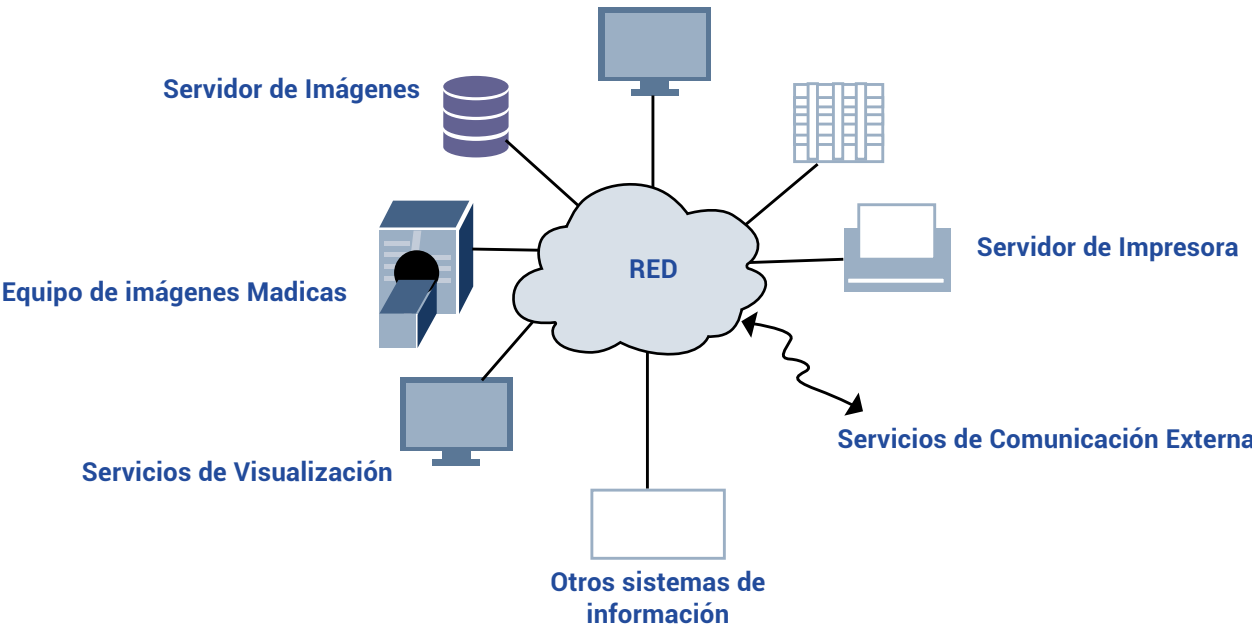 Servidor de Imágenes
Servidor de Impresora
RED
Equipo de imágenes Madicas
Servicios de Comunicación Externa
Servicios de Visualización
Otros sistemas de
información